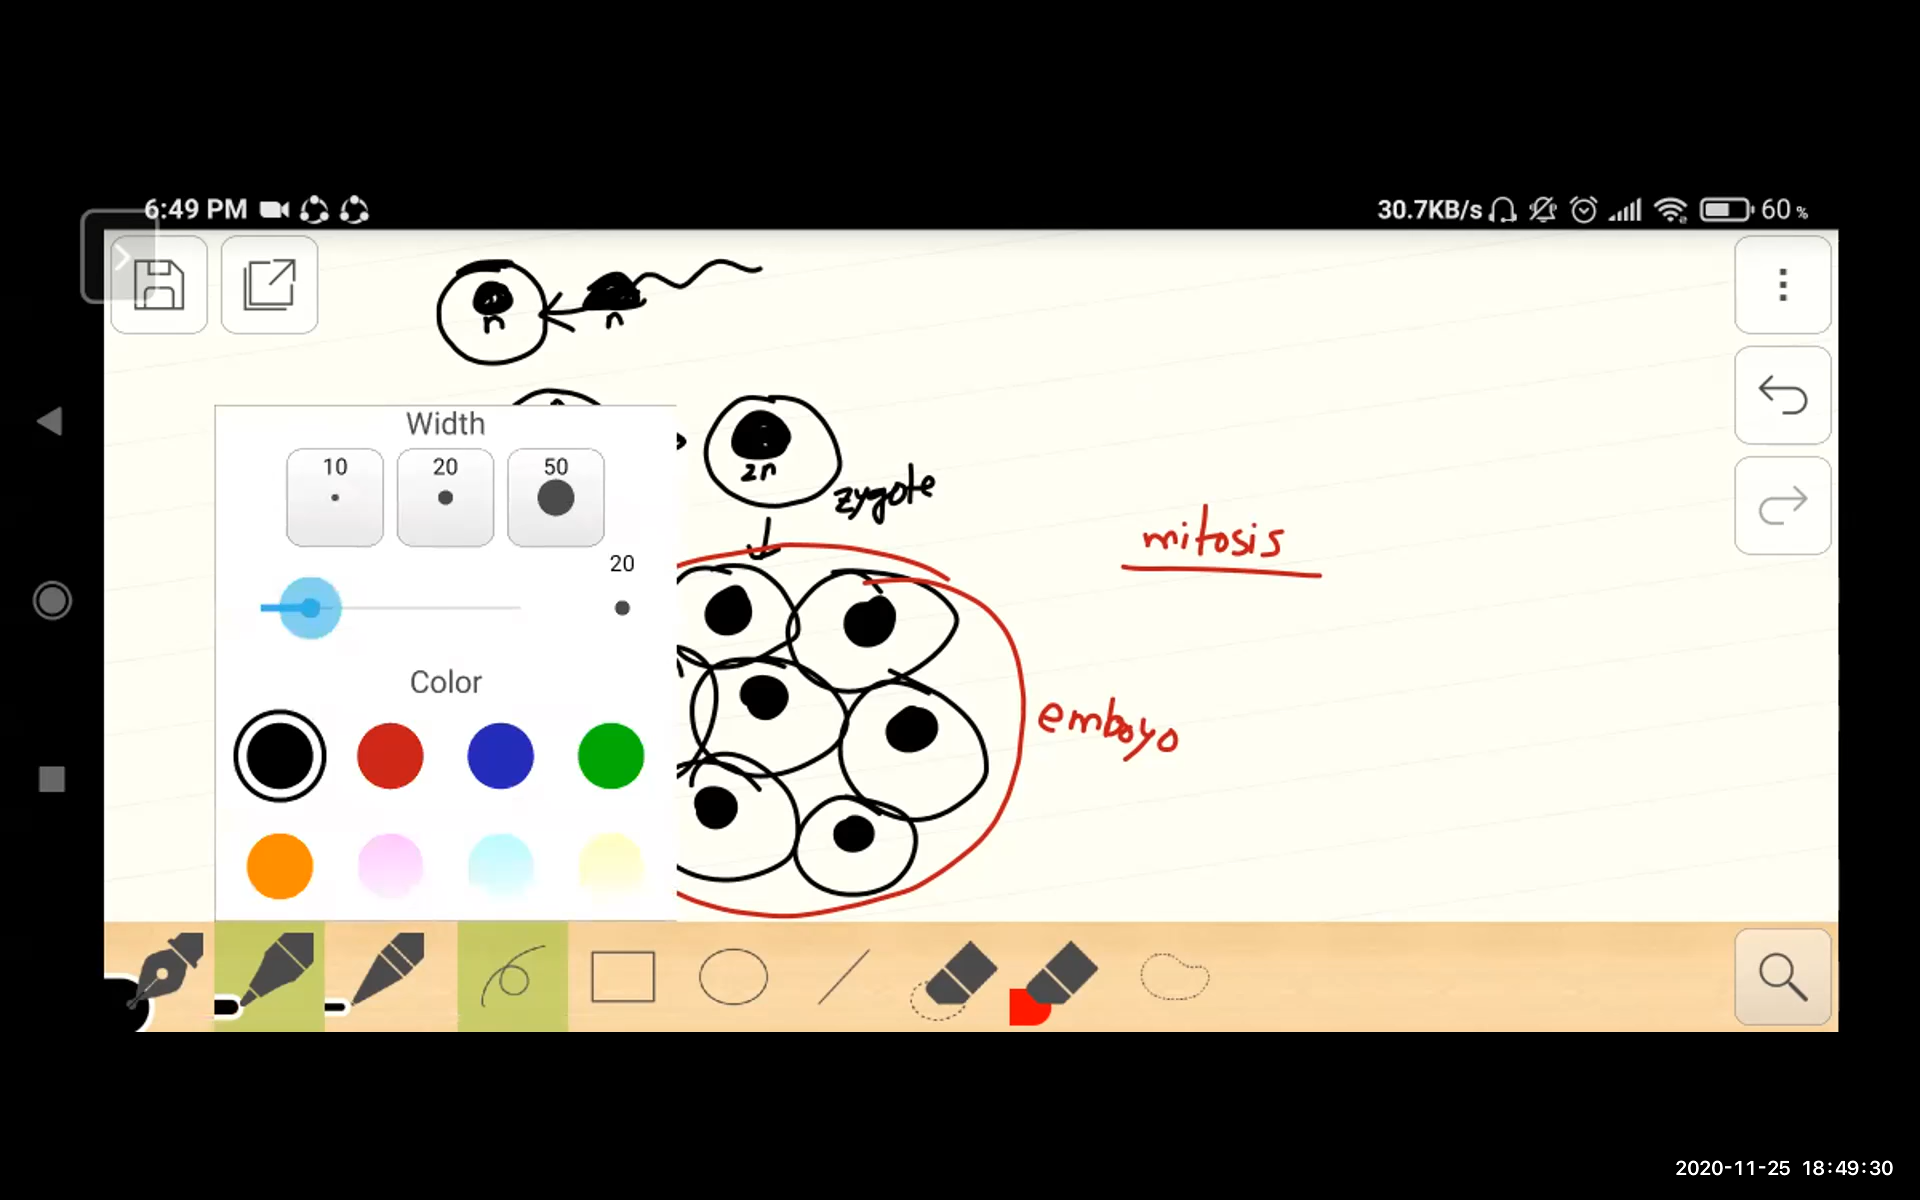 6:49 PM
30.7KB/s
60 %
n
n
Width
10
20
50
20
2n
zygote
mitosis
Color
emboyo
2020-11-25 18:49:30